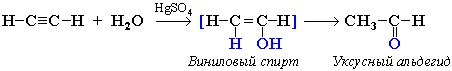 H–C≡C–H + H₂O HgSO₄ [H–C=C–H] CH₃–C–H
H OH O
Виниловый спирт Уксусный альдегид